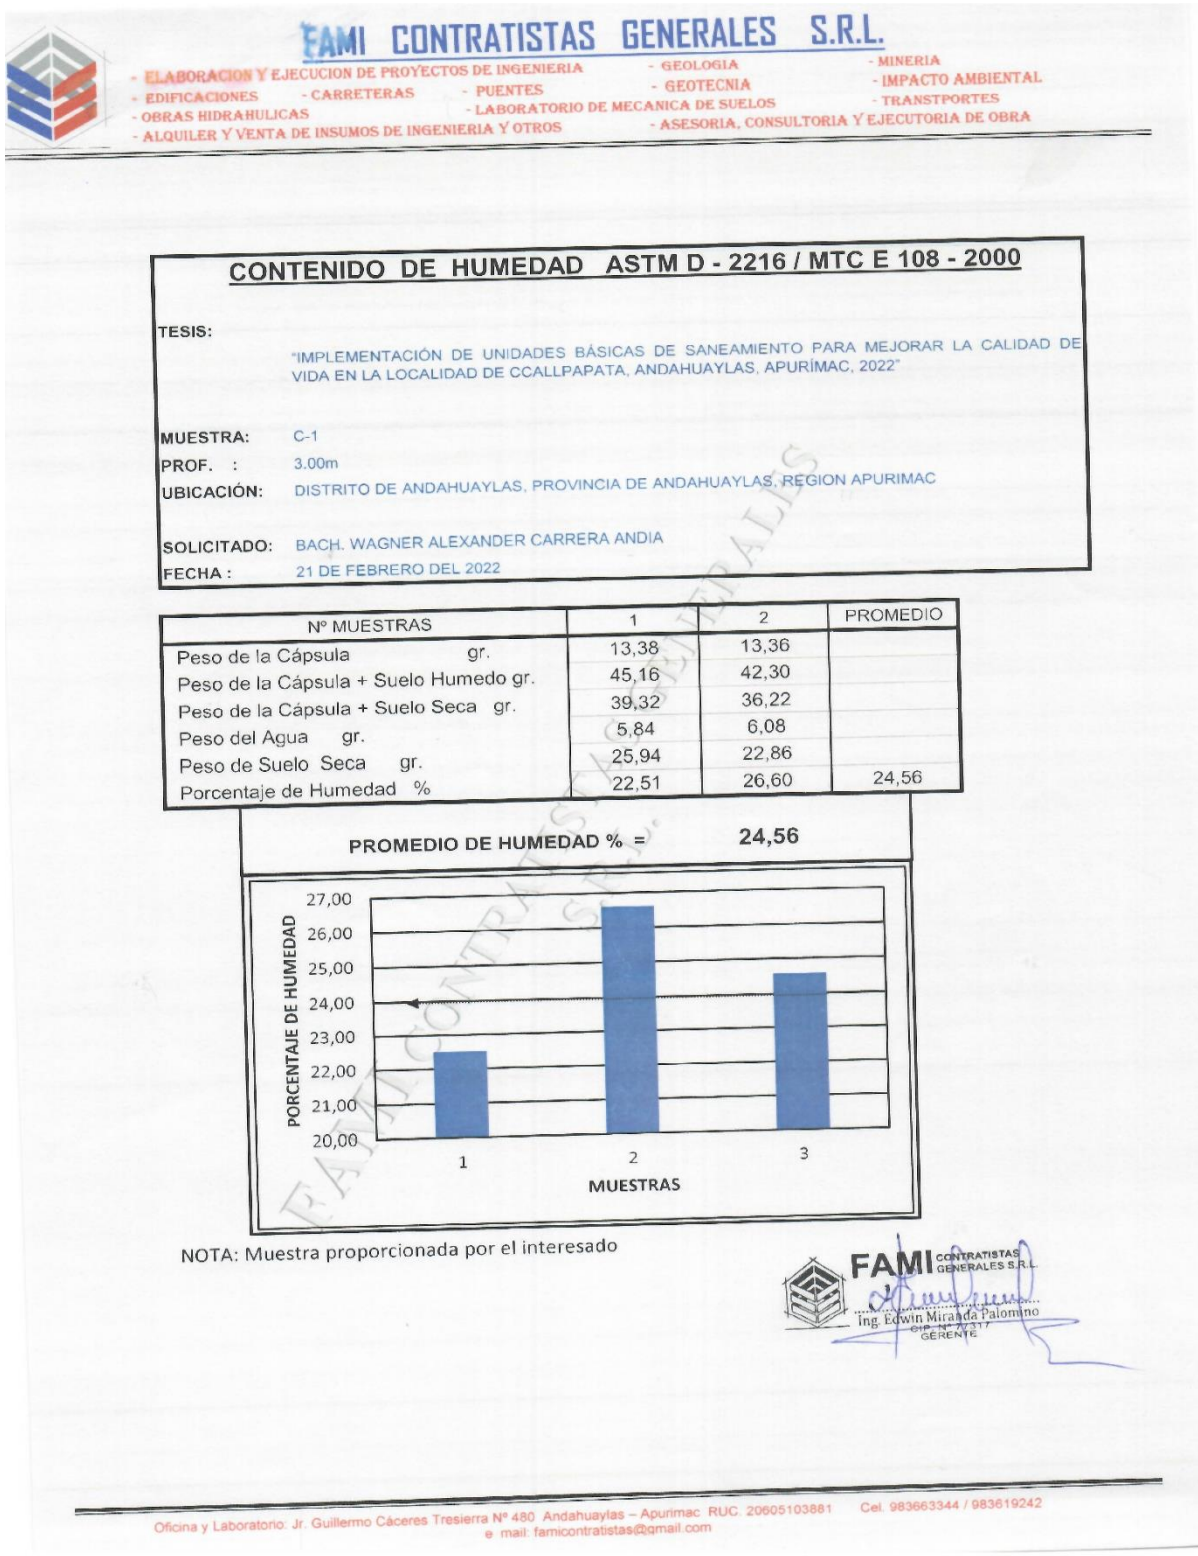 FAMI CONTRATISTAS GENERALES S.R.L.
- ELABORACION Y EJECUCION DE PROYECTOS DE INGENIERIA - GEOLOGIA - MINERIA
- EDIFICACIONES - CARRETERAS - PUENTES - GEOTECNIA - IMPACTO AMBIENTAL
- OBRAS HIDRAHULICAS - LABORATORIO DE MECANICA DE SUELOS - TRANSTPORTES
- ALQUILER Y VENTA DE INSUMOS DE INGENIERIA Y OTROS - ASESORIA, CONSULTORIA Y EJECUTORIA DE OBRA
CONTENIDO DE HUMEDAD ASTM D - 2216 / MTC E 108 - 2000
TESIS:
"IMPLEMENTACIÓN DE UNIDADES BÁSICAS DE SANEAMIENTO PARA MEJORAR LA CALIDAD DE
VIDA EN LA LOCALIDAD DE CCALLPAPATA, ANDAHUAYLAS, APURÍMAC, 2022"
MUESTRA: C-1
PROF. : 3.00m
UBICACIÓN: DISTRITO DE ANDAHUAYLAS, PROVINCIA DE ANDAHUAYLAS, REGION APURIMAC
SOLICITADO: BACH. WAGNER ALEXANDER CARRERA ANDIA
FECHA : 21 DE FEBRERO DEL 2022
Nº MUESTRAS 1 2 PROMEDIO
Peso de la Cápsula gr. 13,38 13,36
Peso de la Cápsula + Suelo Humedo gr. 45,16 42,30
Peso de la Cápsula + Suelo Seca gr. 39,32 36,22
Peso del Agua gr. 5,84 6,08
Peso de Suelo Seca gr. 25,94 22,86
Porcentaje de Humedad % 22,51 26,60 24,56
PROMEDIO DE HUMEDAD % = 24,56
PORCENTAJE DE HUMEDAD
27,00
26,00
25,00
24,00
23,00
22,00
21,00
20,00
1 2 3
MUESTRAS
FAMI CONTRATISTAS GENERALES
S.R.L.
NOTA: Muestra proporcionada por el interesado
FAMI CONTRATISTAS
GENERALES S.R.L.
Ing. Edwin Miranda Palomino
CIP. Nº 77317
GERENTE
Oficina y Laboratorio: Jr. Guillermo Cáceres Tresierra Nº 480 Andahuaylas – Apurimac RUC. 20605103881 Cel. 983663344 / 983619242
e mail: famicontratistas@gmail.com